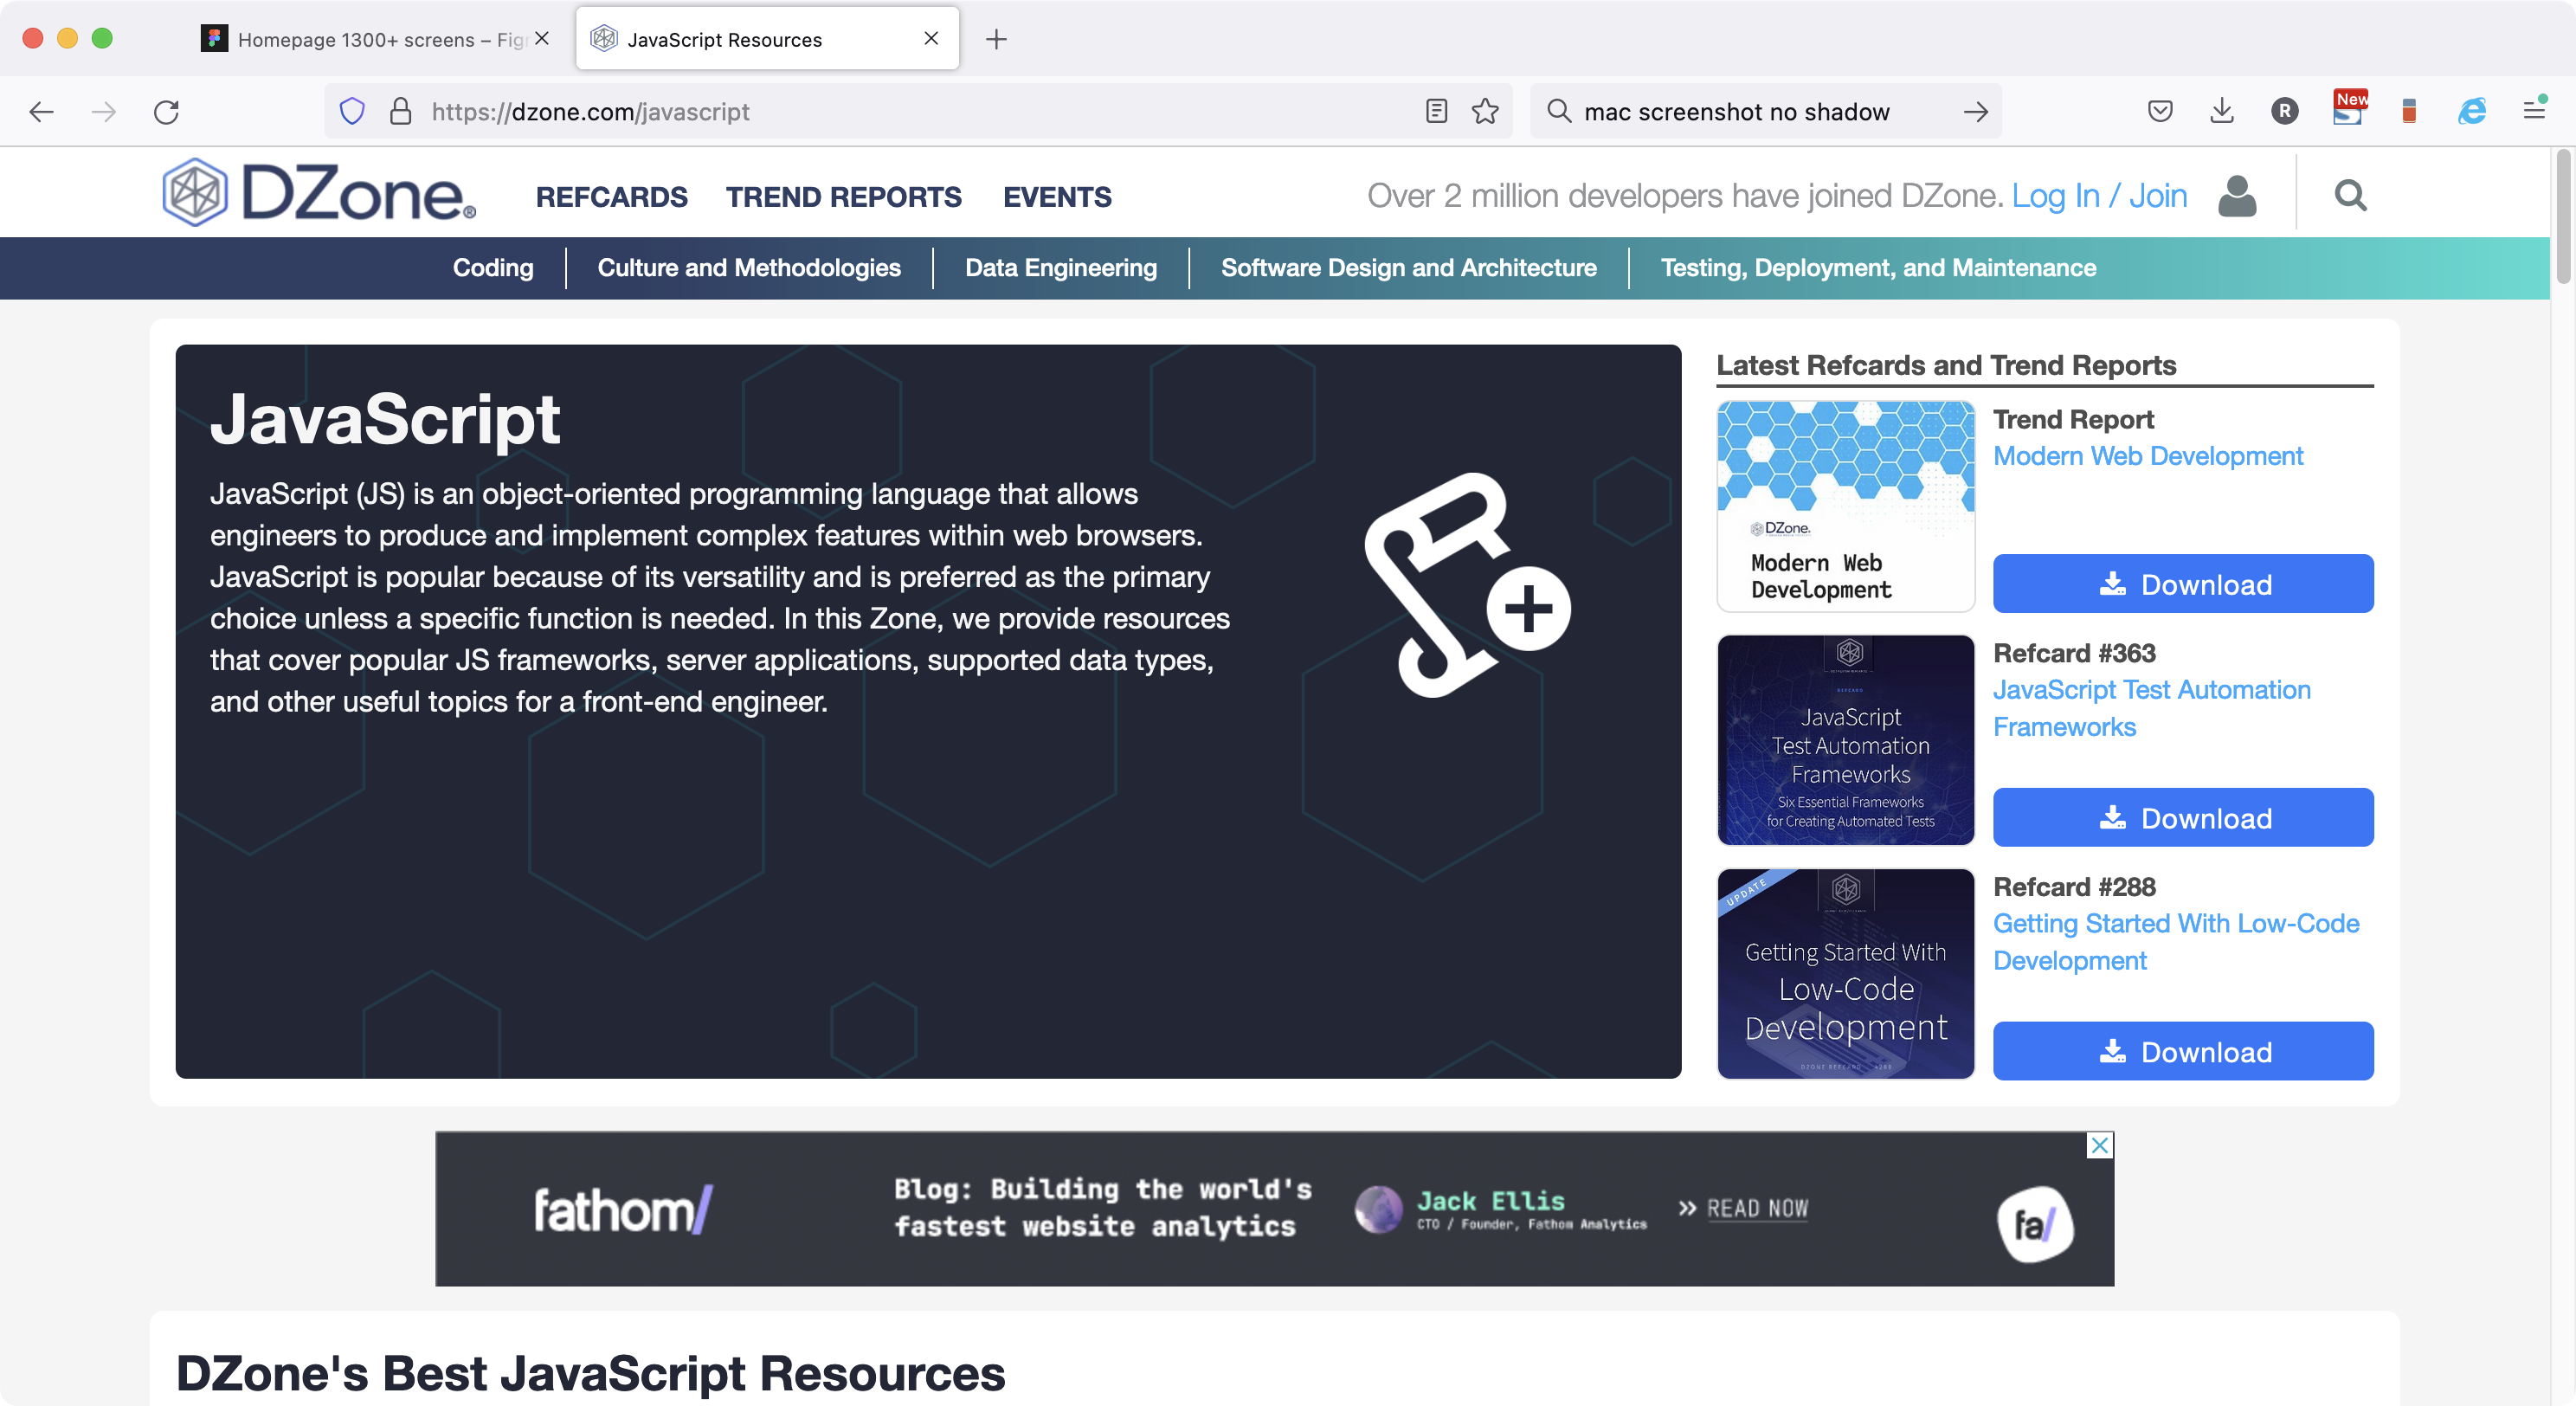 Homepage 1300+ screens – Fig
JavaScript Resources
https://dzone.com/javascript
mac screenshot no shadow
R
New
DZone®
REFCARDS
TREND REPORTS
EVENTS
Over 2 million developers have joined DZone. Log In / Join
Coding
Culture and Methodologies
Data Engineering
Software Design and Architecture
Testing, Deployment, and Maintenance
JavaScript
JavaScript (JS) is an object-oriented programming language that allows
engineers to produce and implement complex features within web browsers.
JavaScript is popular because of its versatility and is preferred as the primary
choice unless a specific function is needed. In this Zone, we provide resources
that cover popular JS frameworks, server applications, supported data types,
and other useful topics for a front-end engineer.
Latest Refcards and Trend Reports
DZone.
Modern Web
Development
Trend Report
Modern Web Development
Download
REFCARD
JavaScript
Test Automation
Frameworks
Six Essential Frameworks
for Creating Automated Tests
Refcard #363
JavaScript Test Automation
Frameworks
Download
UPDATE
Getting Started With
Low-Code
Development
DZONE REFCARD #288
Refcard #288
Getting Started With Low-Code
Development
Download
fathom/
Blog: Building the world's
fastest website analytics
Jack Ellis
CTO / Founder, Fathom Analytics
READ NOW
fa/
DZone's Best JavaScript Resources